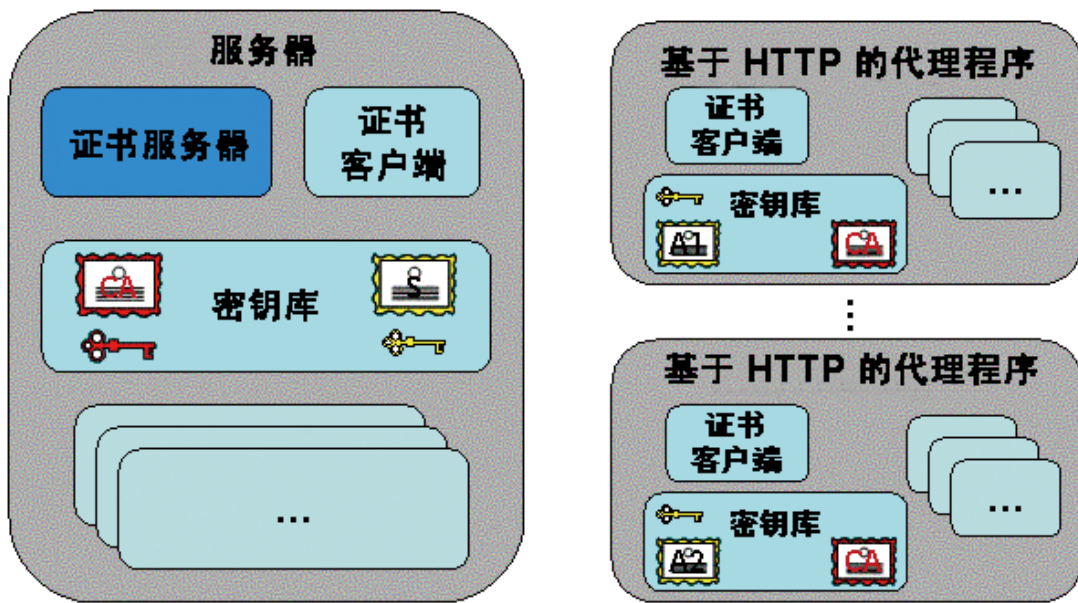 服务器
证书服务器
证书
客户端
CA
S
密钥库
...
基于 HTTP 的代理程序
证书
客户端
...
密钥库
A1
CA
⋮
基于 HTTP 的代理程序
证书
客户端
...
密钥库
A2
CA